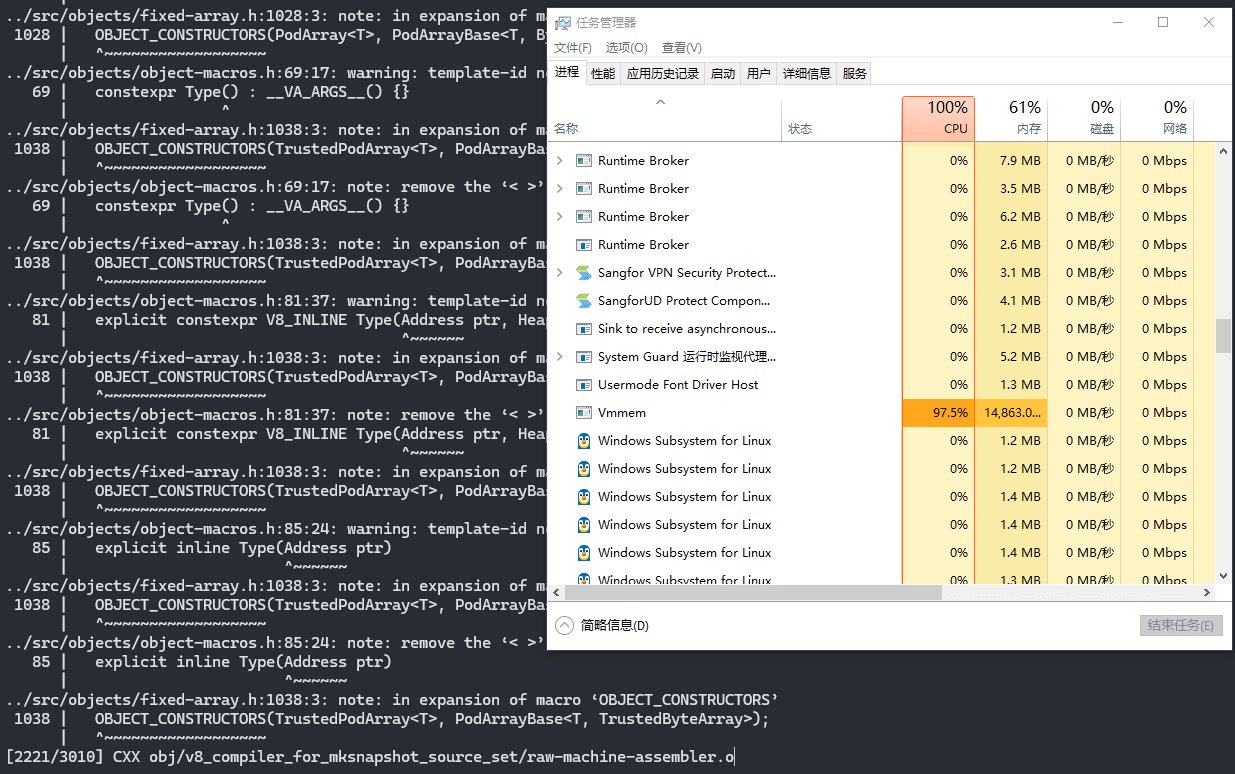 ../src/objects/fixed-array.h:1028:3: note: in expansion of m
1028 |   OBJECT_CONSTRUCTORS(PodArray<T>, PodArrayBase<T, B
|   ^~~~~~~~~~~~~~~~~~~
../src/objects/object-macros.h:69:17: warning: template-id n
69 |   constexpr Type() : __VA_ARGS__() {}
|                 ^
../src/objects/fixed-array.h:1038:3: note: in expansion of m
1038 |   OBJECT_CONSTRUCTORS(TrustedPodArray<T>, PodArrayBas
|   ^~~~~~~~~~~~~~~~~~~
../src/objects/object-macros.h:69:17: note: remove the ‘< >’
69 |   constexpr Type() : __VA_ARGS__() {}
|                 ^
../src/objects/fixed-array.h:1038:3: note: in expansion of m
1038 |   OBJECT_CONSTRUCTORS(TrustedPodArray<T>, PodArrayBas
|   ^~~~~~~~~~~~~~~~~~~
../src/objects/object-macros.h:81:37: warning: template-id n
81 |   explicit constexpr V8_INLINE Type(Address ptr, Hea
|                                     ^~~~~~~
../src/objects/fixed-array.h:1038:3: note: in expansion of m
1038 |   OBJECT_CONSTRUCTORS(TrustedPodArray<T>, PodArrayBas
|   ^~~~~~~~~~~~~~~~~~~
../src/objects/object-macros.h:81:37: note: remove the ‘< >’
81 |   explicit constexpr V8_INLINE Type(Address ptr, Hea
|                                     ^~~~~~~
../src/objects/fixed-array.h:1038:3: note: in expansion of m
1038 |   OBJECT_CONSTRUCTORS(TrustedPodArray<T>, PodArrayBas
|   ^~~~~~~~~~~~~~~~~~~
../src/objects/object-macros.h:85:24: warning: template-id n
85 |   explicit inline Type(Address ptr)
|                        ^~~~~~~
../src/objects/fixed-array.h:1038:3: note: in expansion of m
1038 |   OBJECT_CONSTRUCTORS(TrustedPodArray<T>, PodArrayBas
|   ^~~~~~~~~~~~~~~~~~~
../src/objects/object-macros.h:85:24: note: remove the ‘< >’
85 |   explicit inline Type(Address ptr)
|                        ^~~~~~~
../src/objects/fixed-array.h:1038:3: note: in expansion of macro ‘OBJECT_CONSTRUCTORS’
1038 |   OBJECT_CONSTRUCTORS(TrustedPodArray<T>, PodArrayBase<T, TrustedByteArray>);
|   ^~~~~~~~~~~~~~~~~~~
[2221/3010] CXX obj/v8_compiler_for_mksnapshot_source_set/raw-machine-assembler.o
任务管理器
文件(F) 选项(O) 查看(V)
进程 性能 应用历史记录 启动 用户 详细信息 服务
100% 61% 0% 0%
名称 状态 CPU 内存 磁盘 网络
Runtime Broker 0% 7.9 MB 0 MB/秒 0 Mbps
Runtime Broker 0% 3.5 MB 0 MB/秒 0 Mbps
Runtime Broker 0% 6.2 MB 0 MB/秒 0 Mbps
Runtime Broker 0% 2.6 MB 0 MB/秒 0 Mbps
Sangfor VPN Security Protect... 0% 3.1 MB 0 MB/秒 0 Mbps
SangforUD Protect Compon... 0% 4.1 MB 0 MB/秒 0 Mbps
Sink to receive asynchronous... 0% 1.2 MB 0 MB/秒 0 Mbps
System Guard 运行时监视代理... 0% 5.2 MB 0 MB/秒 0 Mbps
Usermode Font Driver Host 0% 1.3 MB 0 MB/秒 0 Mbps
Vmmem 97.5% 14,863.0... 0 MB/秒 0 Mbps
Windows Subsystem for Linux 0% 1.2 MB 0 MB/秒 0 Mbps
Windows Subsystem for Linux 0% 1.2 MB 0 MB/秒 0 Mbps
Windows Subsystem for Linux 0% 1.4 MB 0 MB/秒 0 Mbps
Windows Subsystem for Linux 0% 1.4 MB 0 MB/秒 0 Mbps
Windows Subsystem for Linux 0% 1.4 MB 0 MB/秒 0 Mbps
Windows Subsystem for Linux 0% 1.3 MB 0 MB/秒 0 Mbps
简略信息(D) 结束任务(E)